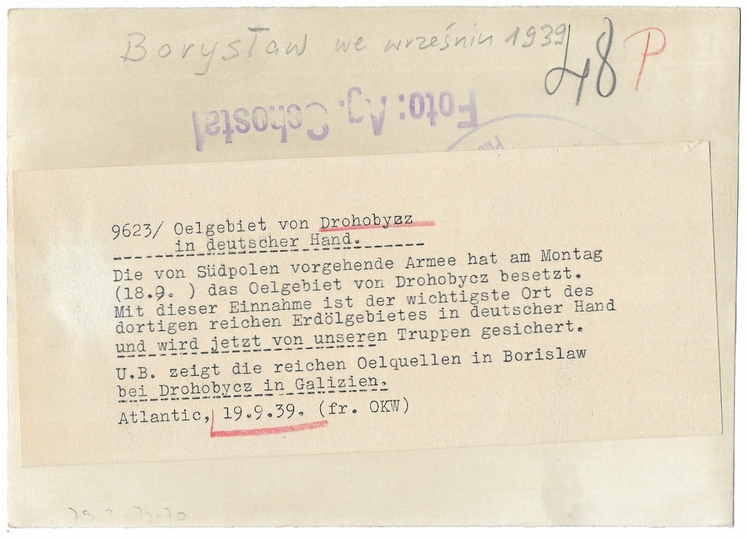 Borysław we wrześniu 1939
48 P
Foto: Ag. Schostal
9623/ Oelgebiet von Drohobyzz
in deutscher Hand.
Die von Südpolen vorgehende Armee hat am Montag
(18.9. ) das Oelgebiet von Drohobycz besetzt.
Mit dieser Einnahme ist der wichtigste Ort des
dortigen reichen Erdölgebietes in deutscher Hand
und wird jetzt von unseren Truppen gesichert.
U.B. zeigt die reichen Oelquellen in Borislaw
bei Drohobycz in Galizien.
Atlantic, 19.9.39. (fr. OKW)